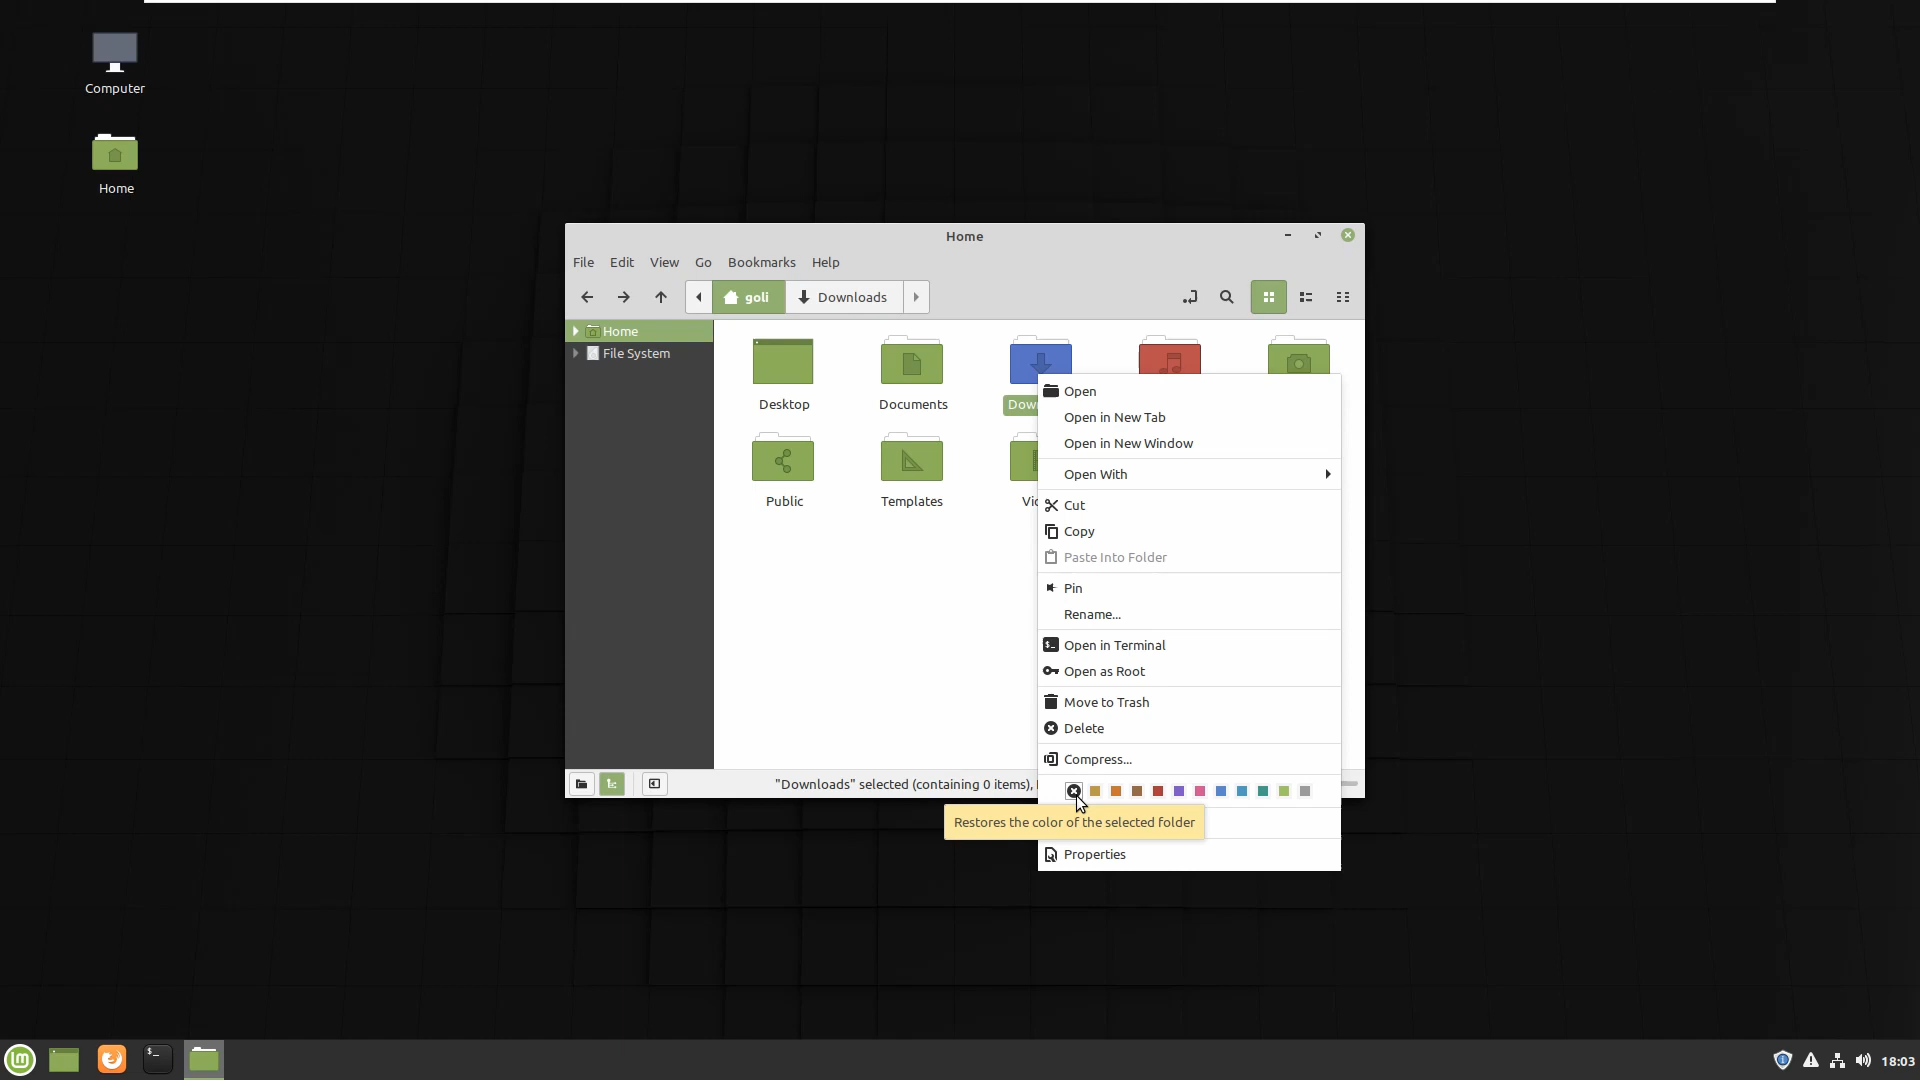 Computer
Home
Home
File Edit View Go Bookmarks Help
goli Downloads
Home
File System
Desktop
Documents
Public
Templates
Open
Open in New Tab
Open in New Window
Open With
Cut
Copy
Paste Into Folder
Pin
Rename...
Open in Terminal
Open as Root
Move to Trash
Delete
Compress...
"Downloads" selected (containing 0 items),
Restores the color of the selected folder
Properties
18:03